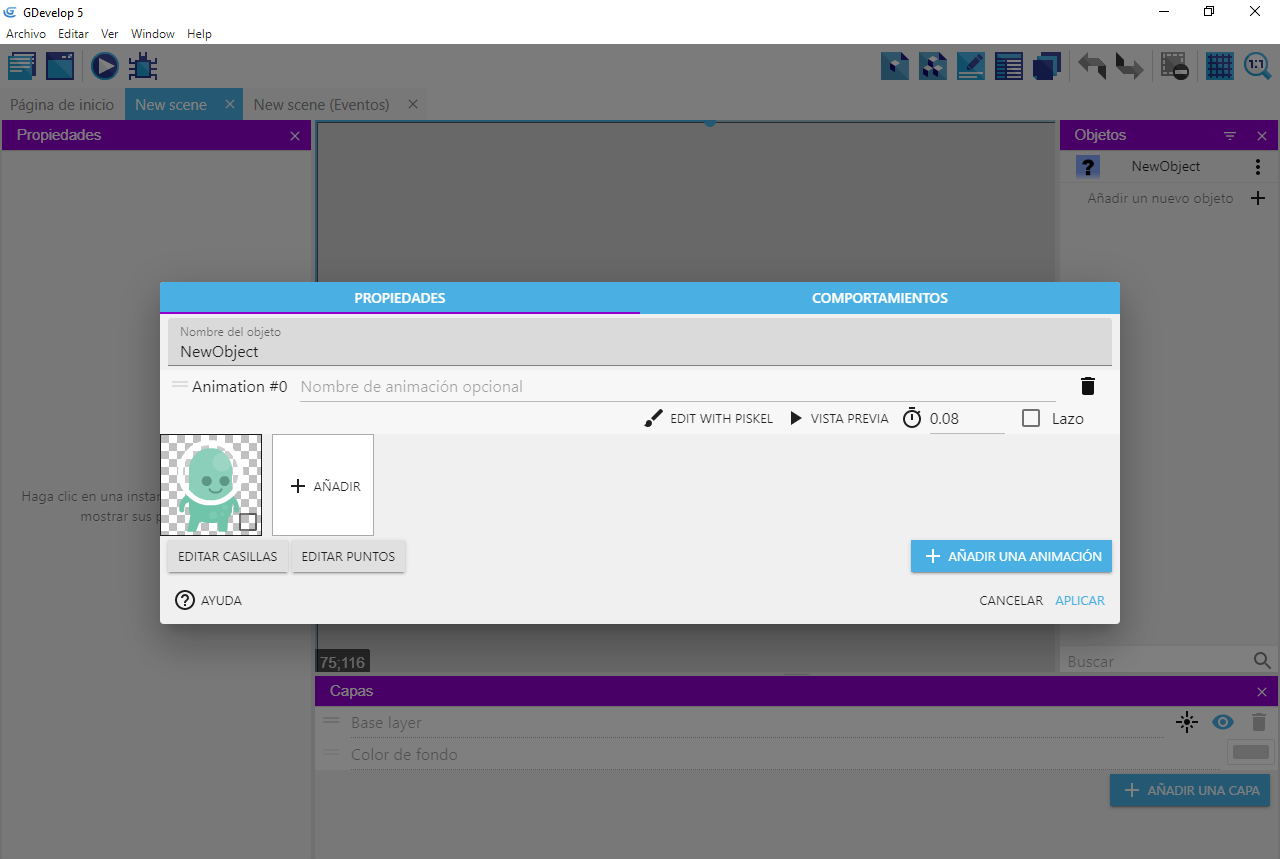 GDevelop 5
Archivo Editar Ver Window Help
1:1
Página de inicio New scene New scene (Eventos)
Propiedades
Objetos
? NewObject
Añadir un nuevo objeto
PROPIEDADES COMPORTAMIENTOS
Nombre del objeto
NewObject
Animation #0 Nombre de animación opcional
EDIT WITH PISKEL VISTA PREVIA 0.08 Lazo
AÑADIR
Haga clic en una instan
mostrar sus p
EDITAR CASILLAS EDITAR PUNTOS AÑADIR UNA ANIMACIÓN
? AYUDA CANCELAR APLICAR
75;116
Buscar
Capas
Base layer
Color de fondo
AÑADIR UNA CAPA